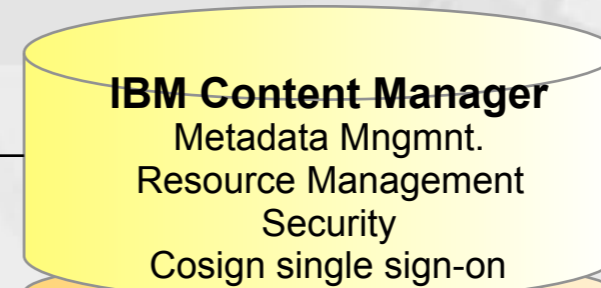 IBM Content Manager
Metadata Mngmnt.
Resource Management
Security
Cosign single sign-on